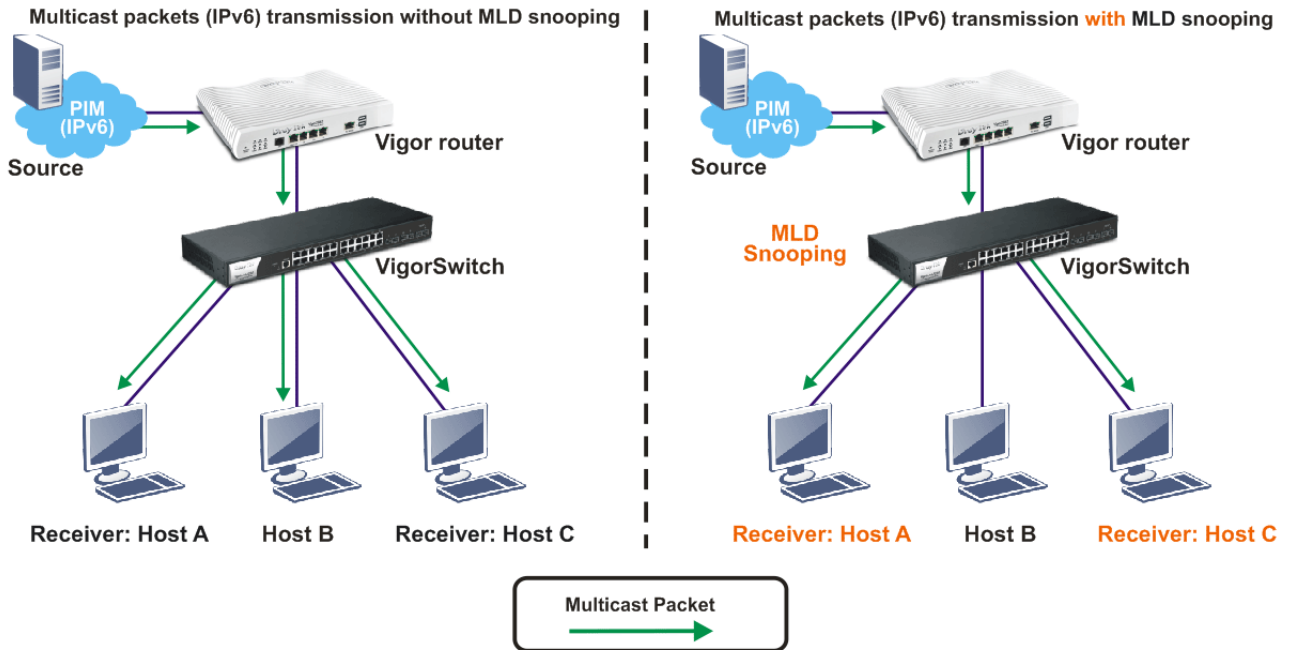 Multicast packets (IPv6) transmission without MLD snooping
PIM
(IPv6)
Source
Vigor router
VigorSwitch
Receiver: Host A
Host B
Receiver: Host C
Multicast packets (IPv6) transmission with MLD snooping
PIM
(IPv6)
Source
Vigor router
MLD
Snooping
VigorSwitch
Receiver: Host A
Host B
Receiver: Host C
Multicast Packet